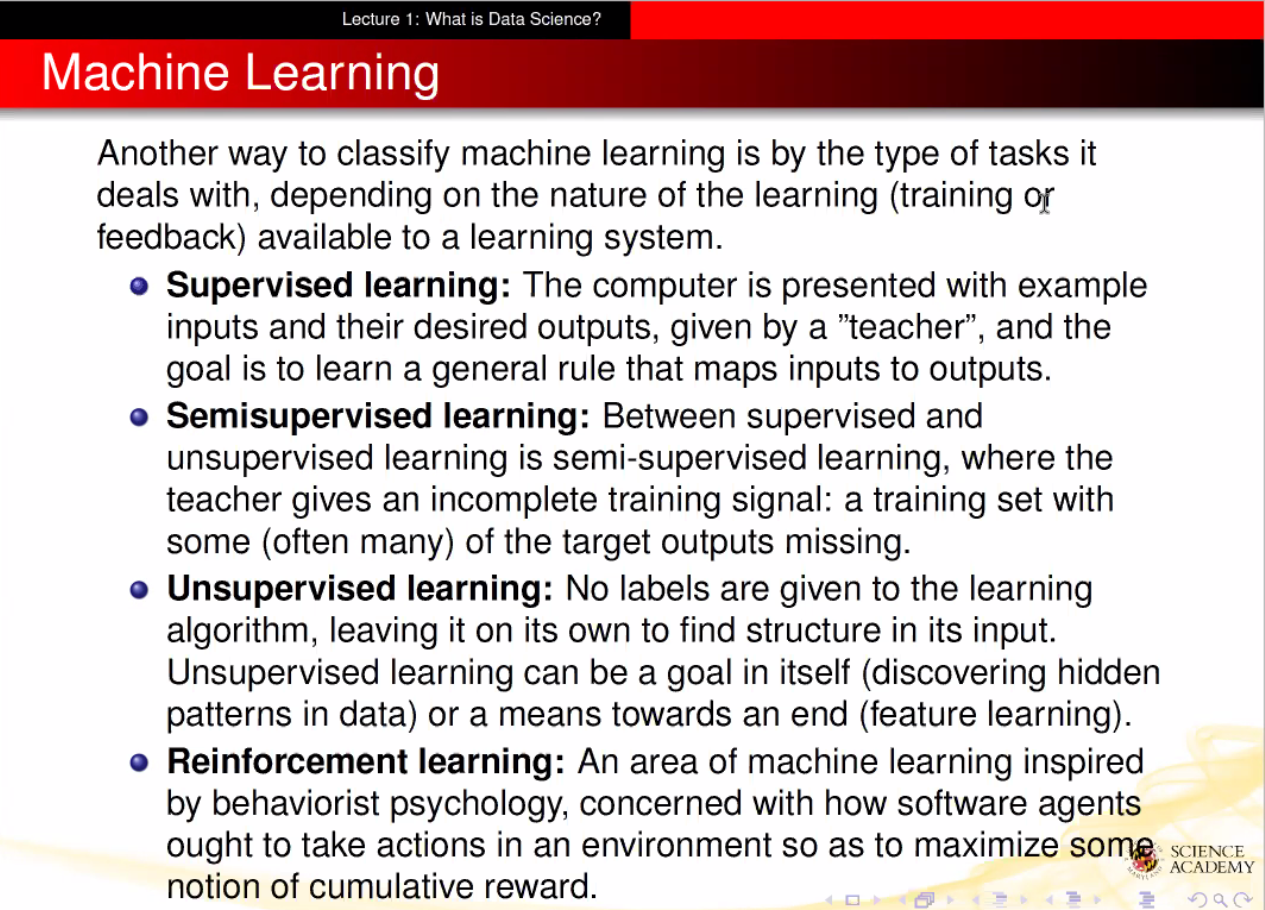 Lecture 1: What is Data Science?
Machine Learning
Another way to classify machine learning is by the type of tasks it
deals with, depending on the nature of the learning (training or
feedback) available to a learning system.
Supervised learning: The computer is presented with example
inputs and their desired outputs, given by a ”teacher”, and the
goal is to learn a general rule that maps inputs to outputs.
Semisupervised learning: Between supervised and
unsupervised learning is semi-supervised learning, where the
teacher gives an incomplete training signal: a training set with
some (often many) of the target outputs missing.
Unsupervised learning: No labels are given to the learning
algorithm, leaving it on its own to find structure in its input.
Unsupervised learning can be a goal in itself (discovering hidden
patterns in data) or a means towards an end (feature learning).
Reinforcement learning: An area of machine learning inspired
by behaviorist psychology, concerned with how software agents
ought to take actions in an environment so as to maximize some
notion of cumulative reward.
SCIENCE
ACADEMY